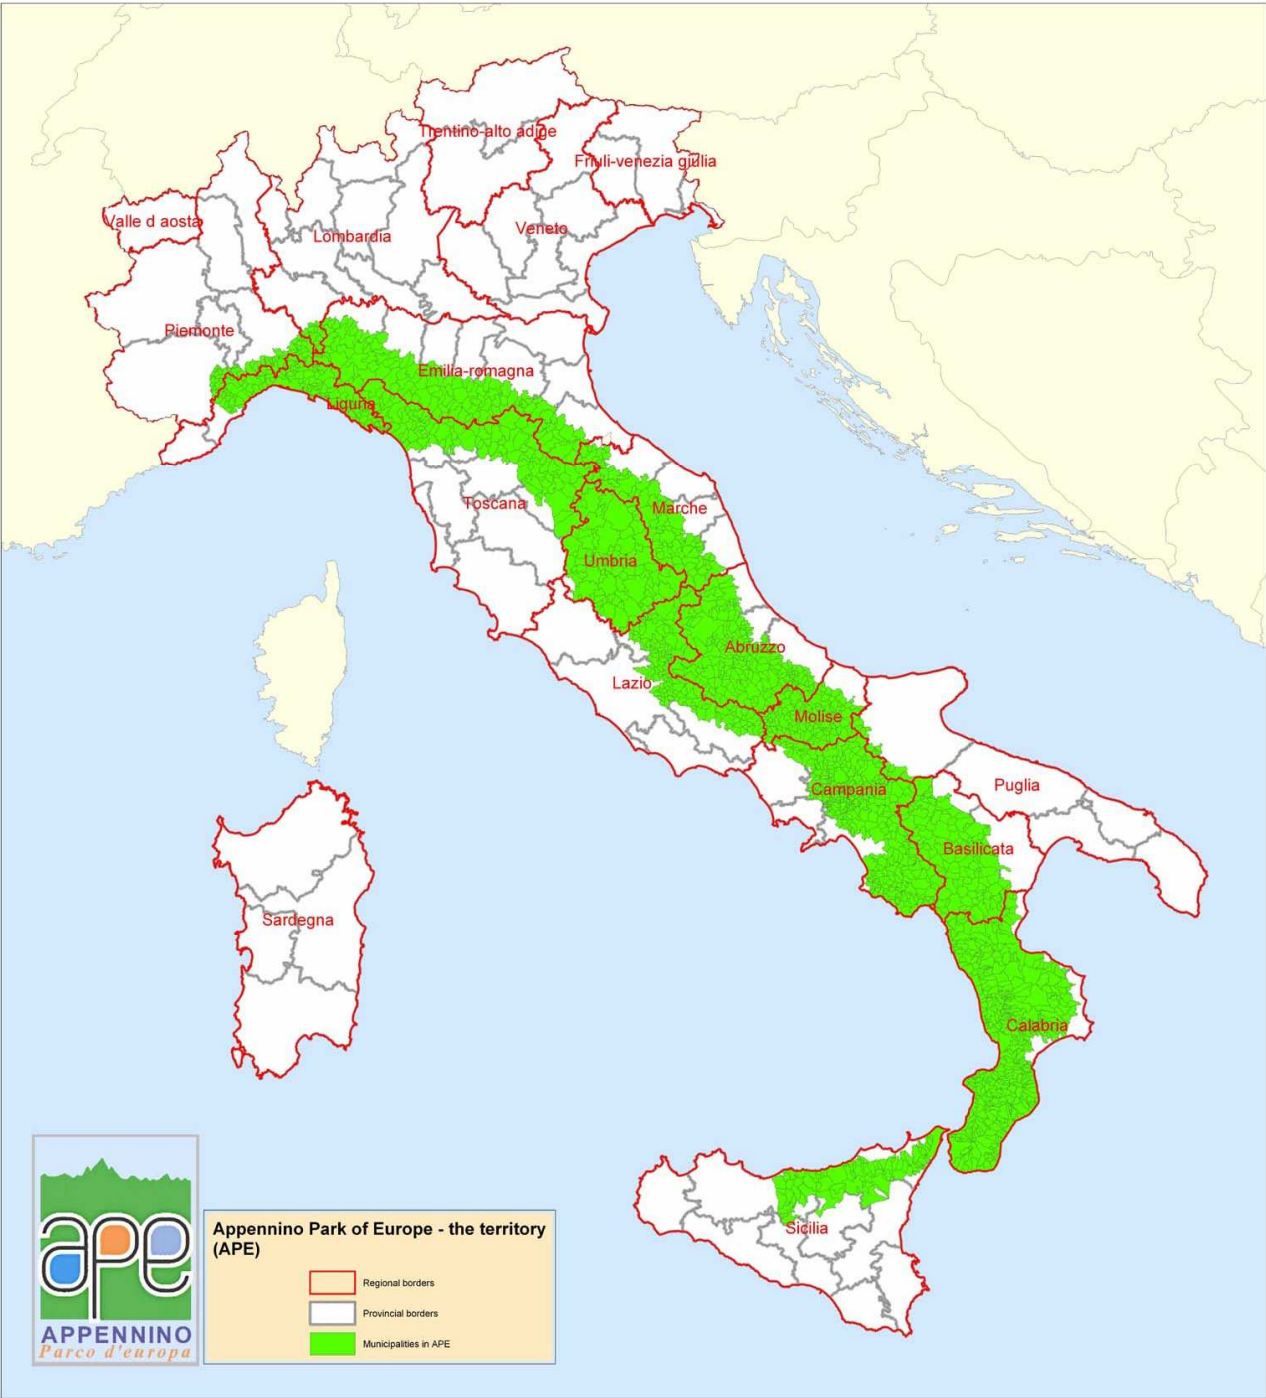 Trentino-alto adige
Friuli-venezia giulia
Valle d aosta
Lombardia
Veneto
Piemonte
Emilia-romagna
Liguria
Toscana
Marche
Umbria
Abruzzo
Lazio
Molise
Campania
Puglia
Basilicata
Sardegna
Calabria
Sicilia
ape
APPENNINO
Parco d'europa
Appennino Park of Europe - the territory
(APE)
Regional borders
Provincial borders
Municipalities in APE